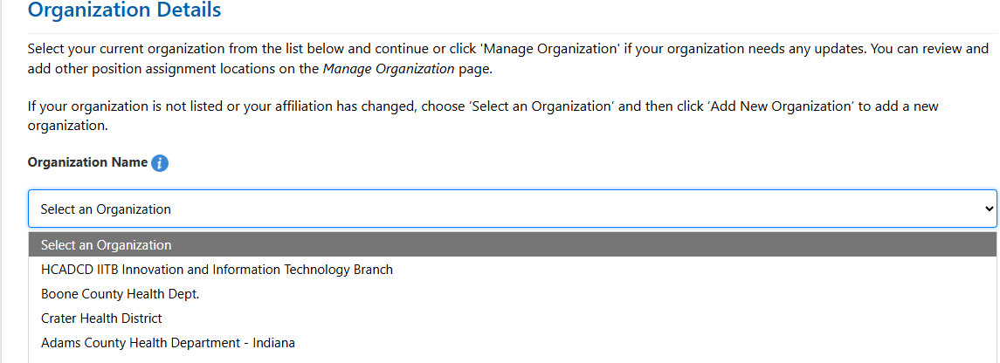 Organization Details
Select your current organization from the list below and continue or click 'Manage Organization' if your organization needs any updates. You can review and
add other position assignment locations on the Manage Organization page.
If your organization is not listed or your affiliation has changed, choose ‘Select an Organization’ and then click ‘Add New Organization’ to add a new
organization.
Organization Name i
Select an Organization
Select an Organization
HCADCD IITB Innovation and Information Technology Branch
Boone County Health Dept.
Crater Health District
Adams County Health Department - Indiana